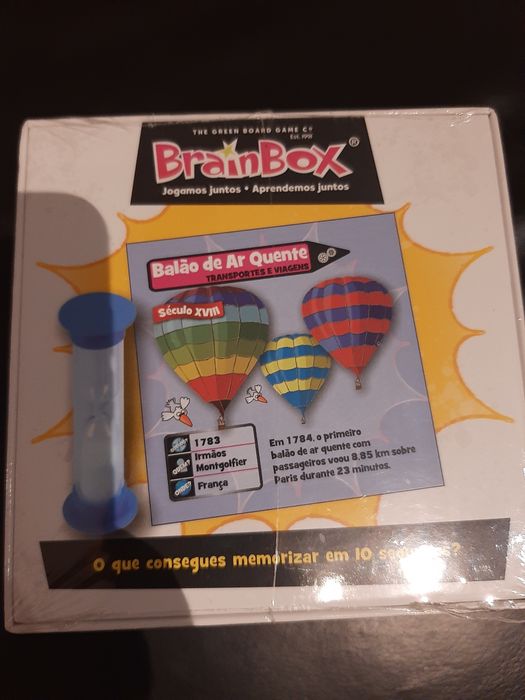 THE GREEN BOARD GAME Cº
Est. 1991
BrainBox®
Jogamos juntos • Aprendemos juntos
Balão de Ar Quente
TRANSPORTES E VIAGENS
Século XVIII
1783
Irmãos
Montgolfier
França
Em 1784, o primeiro
balão de ar quente com
passageiros voou 8,85 km sobre
Paris durante 23 minutos.
O que consegues memorizar em 10 segundos?